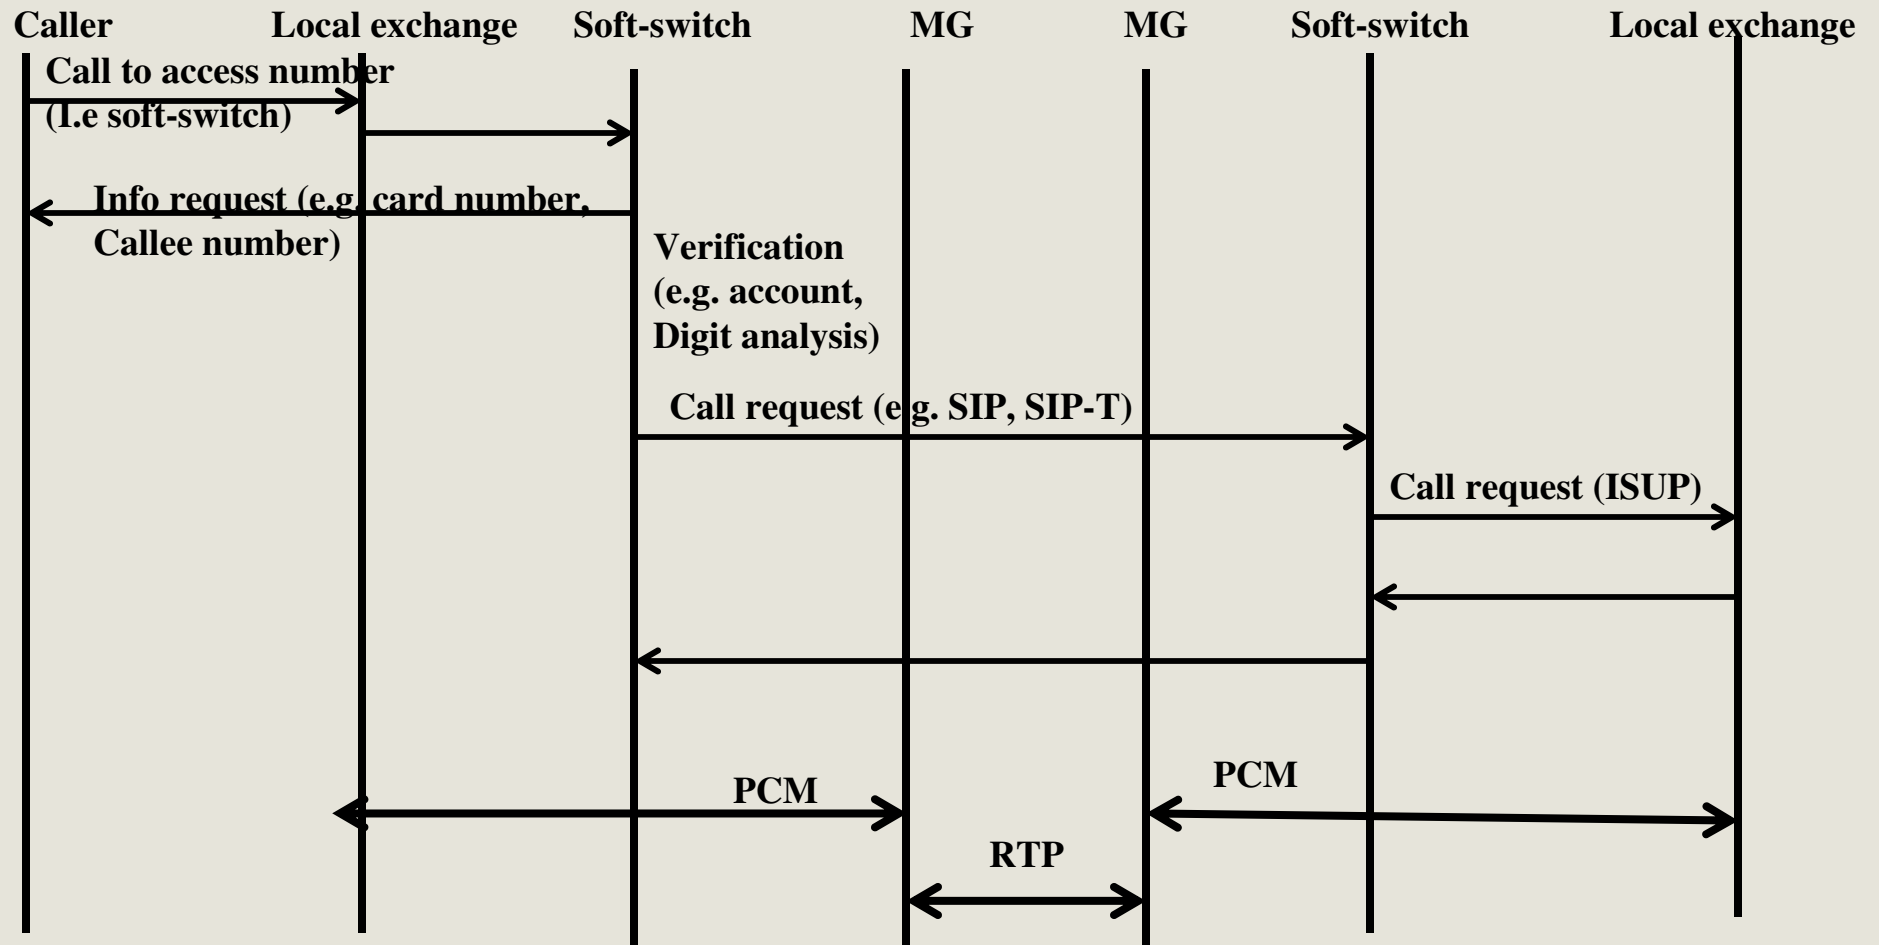 Caller
Local exchange
Soft-switch
MG
MG
Soft-switch
Local exchange
Call to access number
(I.e soft-switch)
Info request (e.g. card number,
Callee number)
Verification
(e.g. account,
Digit analysis)
Call request (e.g. SIP, SIP-T)
Call request (ISUP)
PCM
PCM
RTP